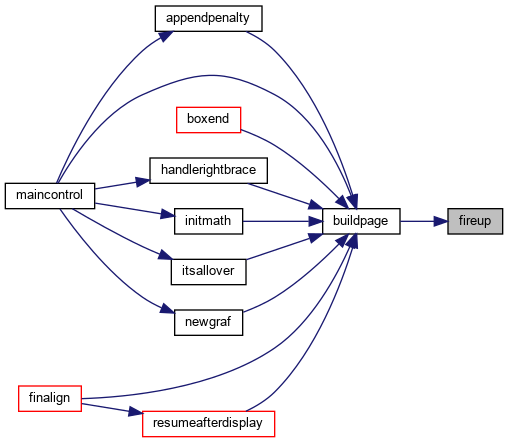 appendpenalty
boxend
handlerightbrace
maincontrol
initmath
buildpage
fireup
itsallover
newgraf
finalign
resumeafterdisplay